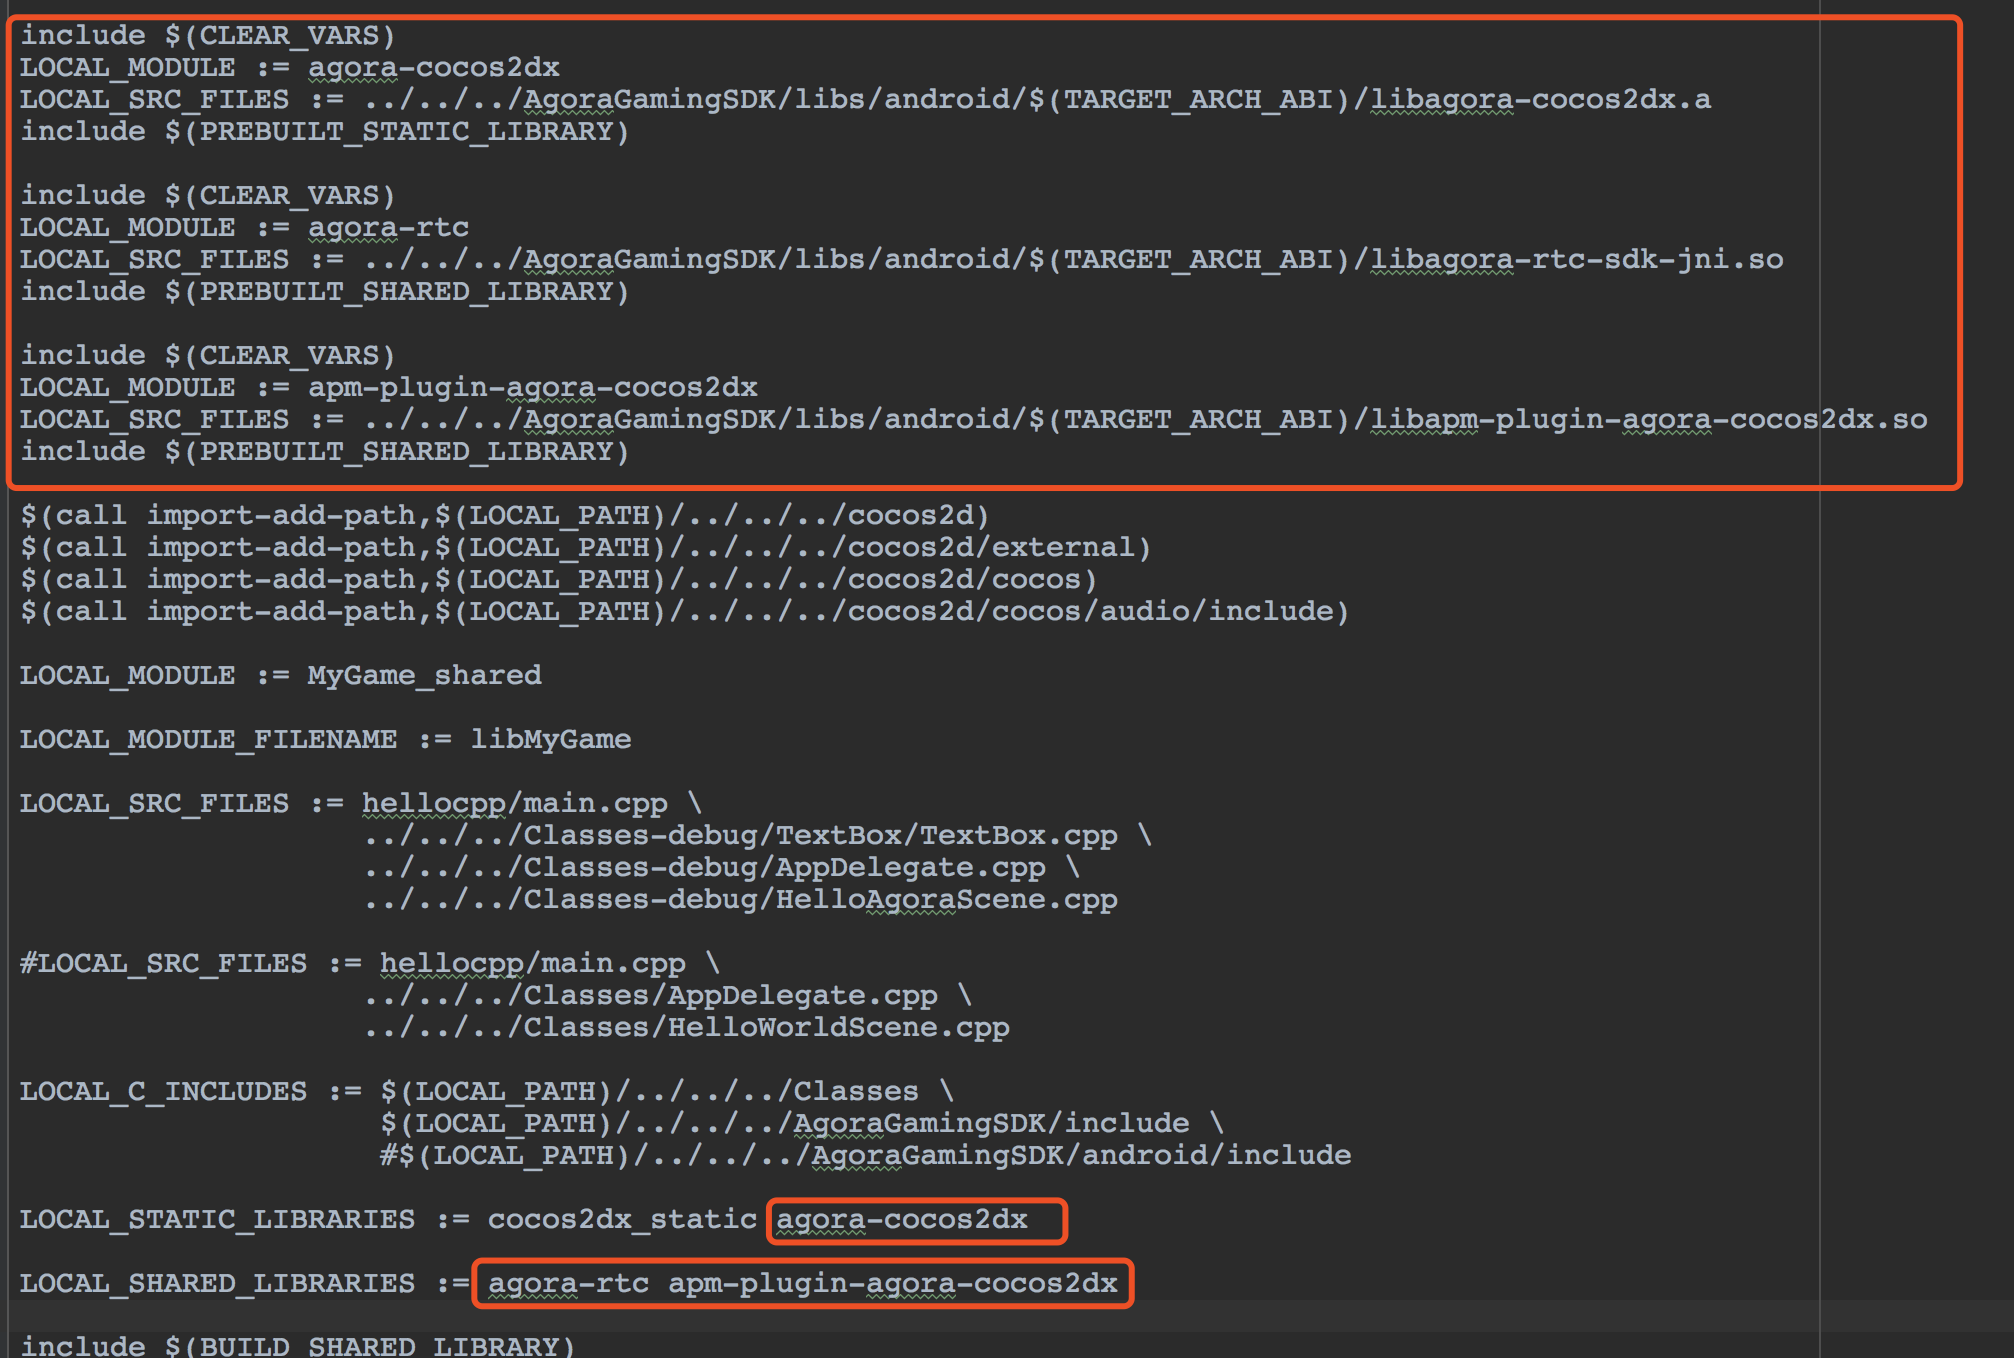 include $(CLEAR_VARS)
LOCAL_MODULE := agora-cocos2dx
LOCAL_SRC_FILES := ../../../AgoraGamingSDK/libs/android/$(TARGET_ARCH_ABI)/libagora-cocos2dx.a
include $(PREBUILT_STATIC_LIBRARY)
include $(CLEAR_VARS)
LOCAL_MODULE := agora-rtc
LOCAL_SRC_FILES := ../../../AgoraGamingSDK/libs/android/$(TARGET_ARCH_ABI)/libagora-rtc-sdk-jni.so
include $(PREBUILT_SHARED_LIBRARY)
include $(CLEAR_VARS)
LOCAL_MODULE := apm-plugin-agora-cocos2dx
LOCAL_SRC_FILES := ../../../AgoraGamingSDK/libs/android/$(TARGET_ARCH_ABI)/libapm-plugin-agora-cocos2dx.so
include $(PREBUILT_SHARED_LIBRARY)
$(call import-add-path,$(LOCAL_PATH)/../../../cocos2d)
$(call import-add-path,$(LOCAL_PATH)/../../../cocos2d/external)
$(call import-add-path,$(LOCAL_PATH)/../../../cocos2d/cocos)
$(call import-add-path,$(LOCAL_PATH)/../../../cocos2d/cocos/audio/include)
LOCAL_MODULE := MyGame_shared
LOCAL_MODULE_FILENAME := libMyGame
LOCAL_SRC_FILES := hellocpp/main.cpp \
../../../Classes-debug/TextBox/TextBox.cpp \
../../../Classes-debug/AppDelegate.cpp \
../../../Classes-debug/HelloAgoraScene.cpp
#LOCAL_SRC_FILES := hellocpp/main.cpp \
../../../Classes/AppDelegate.cpp \
../../../Classes/HelloWorldScene.cpp
LOCAL_C_INCLUDES := $(LOCAL_PATH)/../../../Classes \
$(LOCAL_PATH)/../../../AgoraGamingSDK/include \
#$(LOCAL_PATH)/../../../AgoraGamingSDK/android/include
LOCAL_STATIC_LIBRARIES := cocos2dx_static agora-cocos2dx
LOCAL_SHARED_LIBRARIES := agora-rtc apm-plugin-agora-cocos2dx
include $(BUILD_SHARED_LIBRARY)